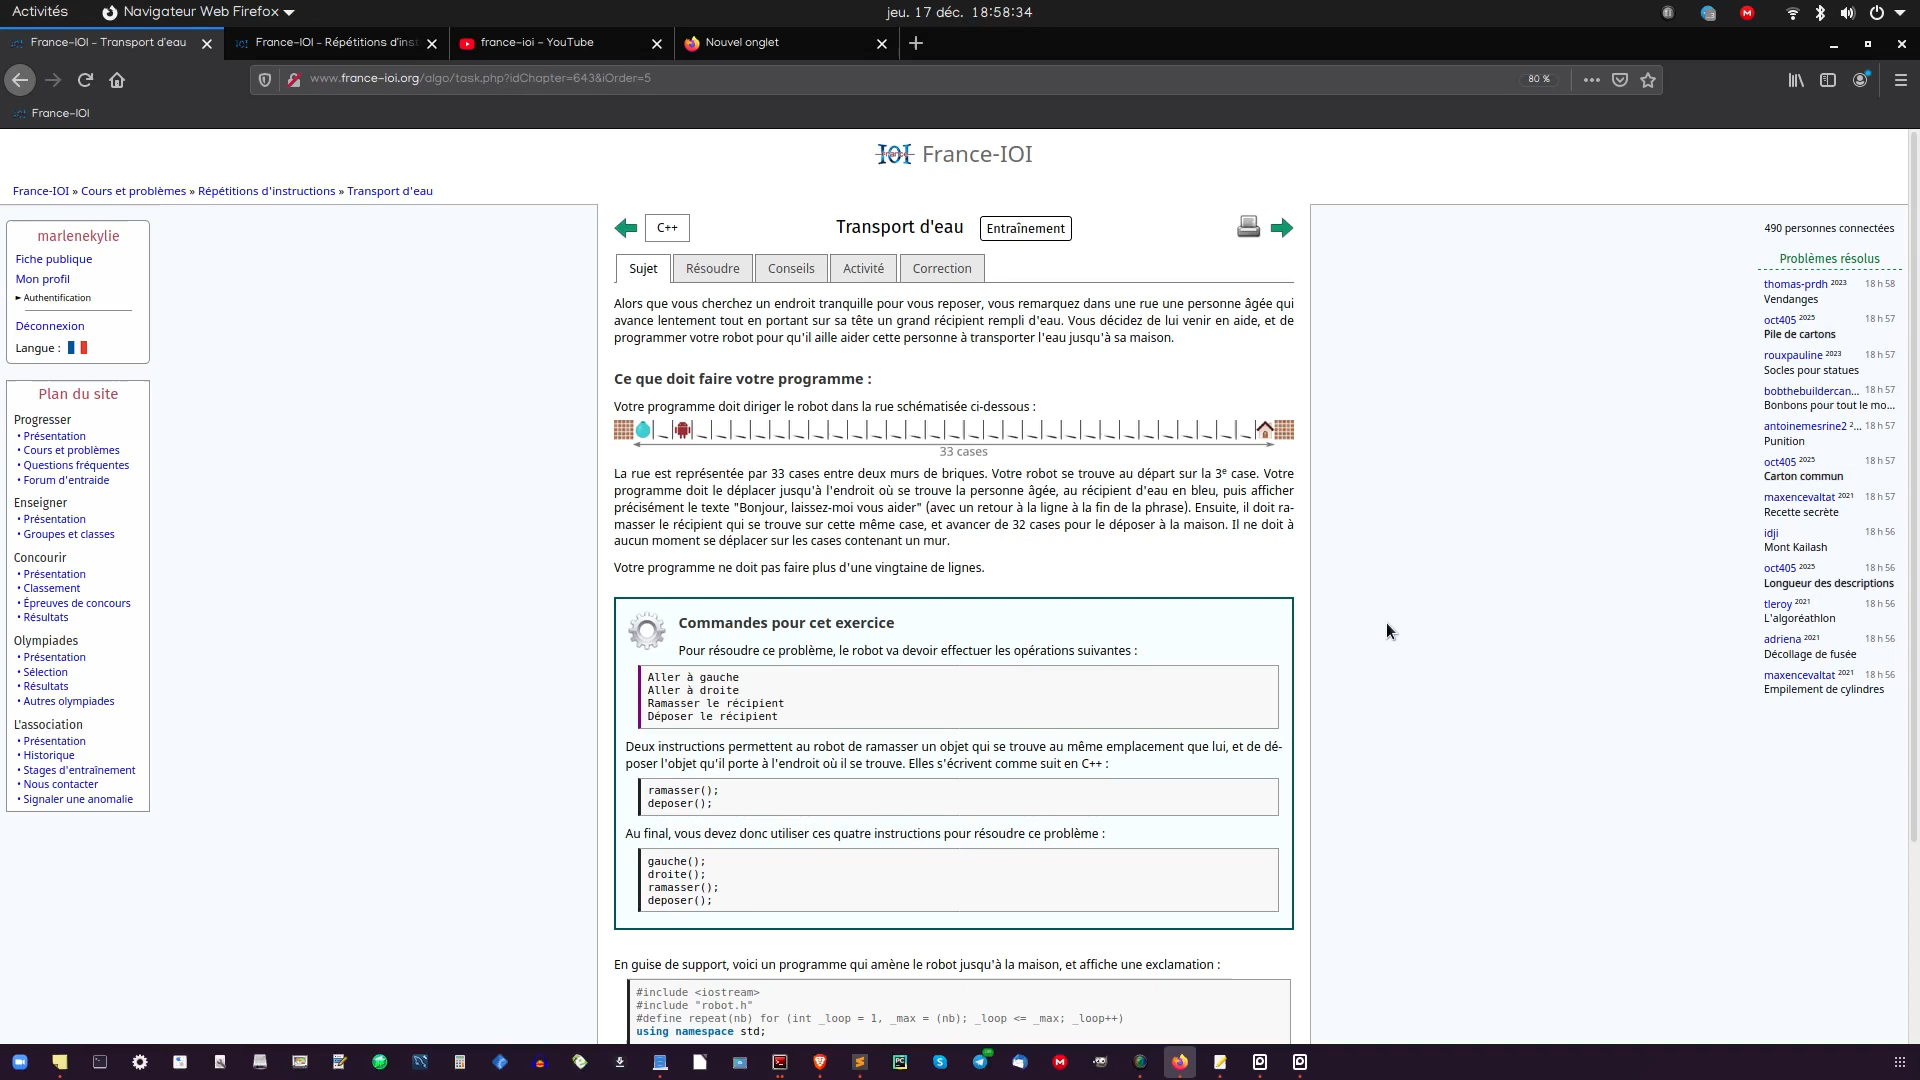 Activités
Navigateur Web Firefox
jeu. 17 déc. 18:58:34
France-IOI – Transport d'eau
France-IOI – Répétitions d'inst
france-ioi – YouTube
Nouvel onglet
www.france-ioi.org/algo/task.php?idChapter=643&iOrder=5
80 %
France-IOI
France-IOI
France-IOI » Cours et problèmes » Répétitions d'instructions » Transport d'eau
marlenekylie
Fiche publique
Mon profil
► Authentification
Déconnexion
Langue :
Plan du site
Progresser
• Présentation
• Cours et problèmes
• Questions fréquentes
• Forum d'entraide
Enseigner
• Présentation
• Groupes et classes
Concourir
• Présentation
• Classement
• Épreuves de concours
• Résultats
Olympiades
• Présentation
• Sélection
• Résultats
• Autres olympiades
L'association
• Présentation
• Historique
• Stages d'entraînement
• Nous contacter
• Signaler une anomalie
C++
Transport d'eau
Entraînement
Sujet
Résoudre
Conseils
Activité
Correction
Alors que vous cherchez un endroit tranquille pour vous reposer, vous remarquez dans une rue une personne âgée qui
avance lentement tout en portant sur sa tête un grand récipient rempli d'eau. Vous décidez de lui venir en aide, et de
programmer votre robot pour qu'il aille aider cette personne à transporter l'eau jusqu'à sa maison.
Ce que doit faire votre programme :
Votre programme doit diriger le robot dans la rue schématisée ci-dessous :
33 cases
La rue est représentée par 33 cases entre deux murs de briques. Votre robot se trouve au départ sur la 3e case. Votre
programme doit le déplacer jusqu'à l'endroit où se trouve la personne âgée, au récipient d'eau en bleu, puis afficher
précisément le texte "Bonjour, laissez-moi vous aider" (avec un retour à la ligne à la fin de la phrase). Ensuite, il doit ra-
masser le récipient qui se trouve sur cette même case, et avancer de 32 cases pour le déposer à la maison. Il ne doit à
aucun moment se déplacer sur les cases contenant un mur.
Votre programme ne doit pas faire plus d'une vingtaine de lignes.
Commandes pour cet exercice
Pour résoudre ce problème, le robot va devoir effectuer les opérations suivantes :
Aller à gauche
Aller à droite
Ramasser le récipient
Déposer le récipient
Deux instructions permettent au robot de ramasser un objet qui se trouve au même emplacement que lui, et de dé-
poser l'objet qu'il porte à l'endroit où il se trouve. Elles s'écrivent comme suit en C++ :
ramasser();
deposer();
Au final, vous devez donc utiliser ces quatre instructions pour résoudre ce problème :
gauche();
droite();
ramasser();
deposer();
En guise de support, voici un programme qui amène le robot jusqu'à la maison, et affiche une exclamation :
#include <iostream>
#include "robot.h"
#define repeat(nb) for (int _loop = 1, _max = (nb); _loop <= _max; _loop++)
using namespace std;
490 personnes connectées
Problèmes résolus
thomas-prdh 2023 18 h 58
Vendanges
oct405 2025 18 h 57
Pile de cartons
rouxpauline 2023 18 h 57
Socles pour statues
bobthebuildercan... 18 h 57
Bonbons pour tout le mo...
antoinemesrine2 2... 18 h 57
Punition
oct405 2025 18 h 57
Carton commun
maxencevaltat 2021 18 h 57
Recette secrète
idji 18 h 56
Mont Kailash
oct405 2025 18 h 56
Longueur des descriptions
tleroy 2021 18 h 56
L'algoréathlon
adriena 2021 18 h 56
Décollage de fusée
maxencevaltat 2021 18 h 56
Empilement de cylindres